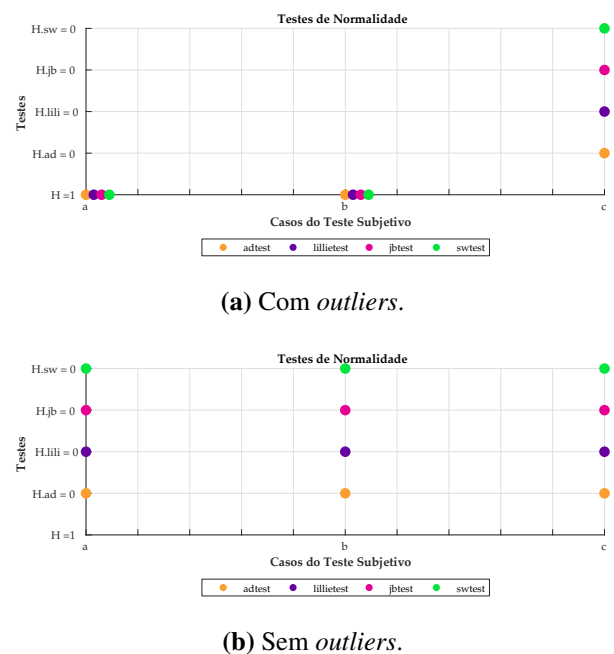 Testes de Normalidade
H.sw = 0
H.jb = 0
H.lili = 0
H.ad = 0
H =1
Testes
a b c
Casos do Teste Subjetivo
adtest lillietest jbtest swtest
(a) Com outliers.
Testes de Normalidade
H.sw = 0
H.jb = 0
H.lili = 0
H.ad = 0
H =1
Testes
a b c
Casos do Teste Subjetivo
adtest lillietest jbtest swtest
(b) Sem outliers.